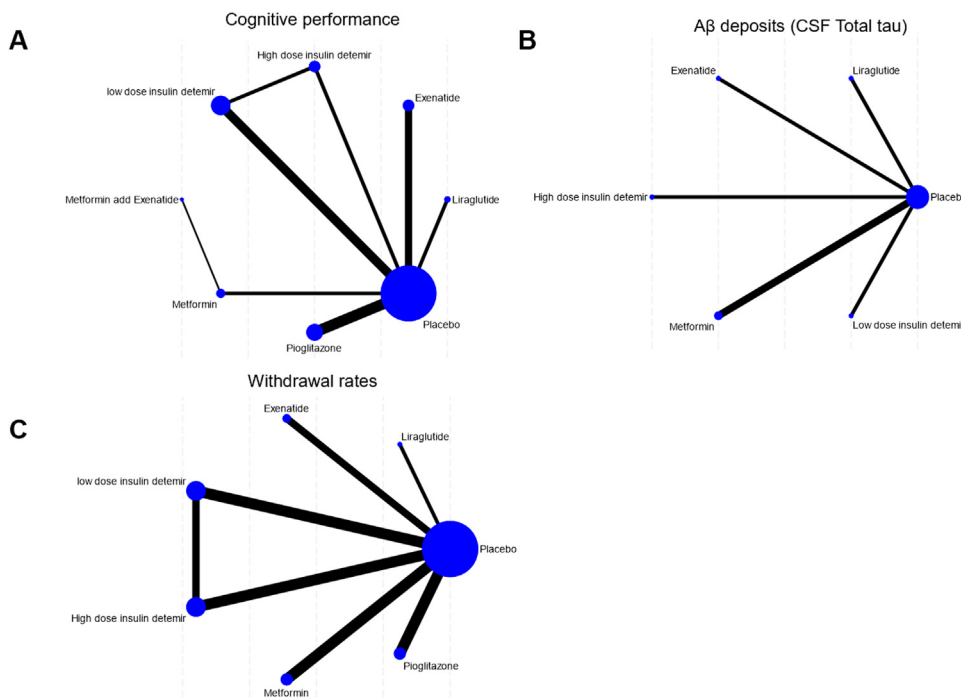 A
Cognitive performance
High dose insulin detemir
low dose insulin detemir
Exenatide
Metformin add Exenatide
Liraglutide
Metformin
Placebo
Pioglitazone
B
Aβ deposits (CSF Total tau)
Exenatide
Liraglutide
High dose insulin detemir
Placeb
Metformin
Low dose insulin detemi
C
Withdrawal rates
Exenatide
Liraglutide
low dose insulin detemir
Placebo
High dose insulin detemir
Pioglitazone
Metformin